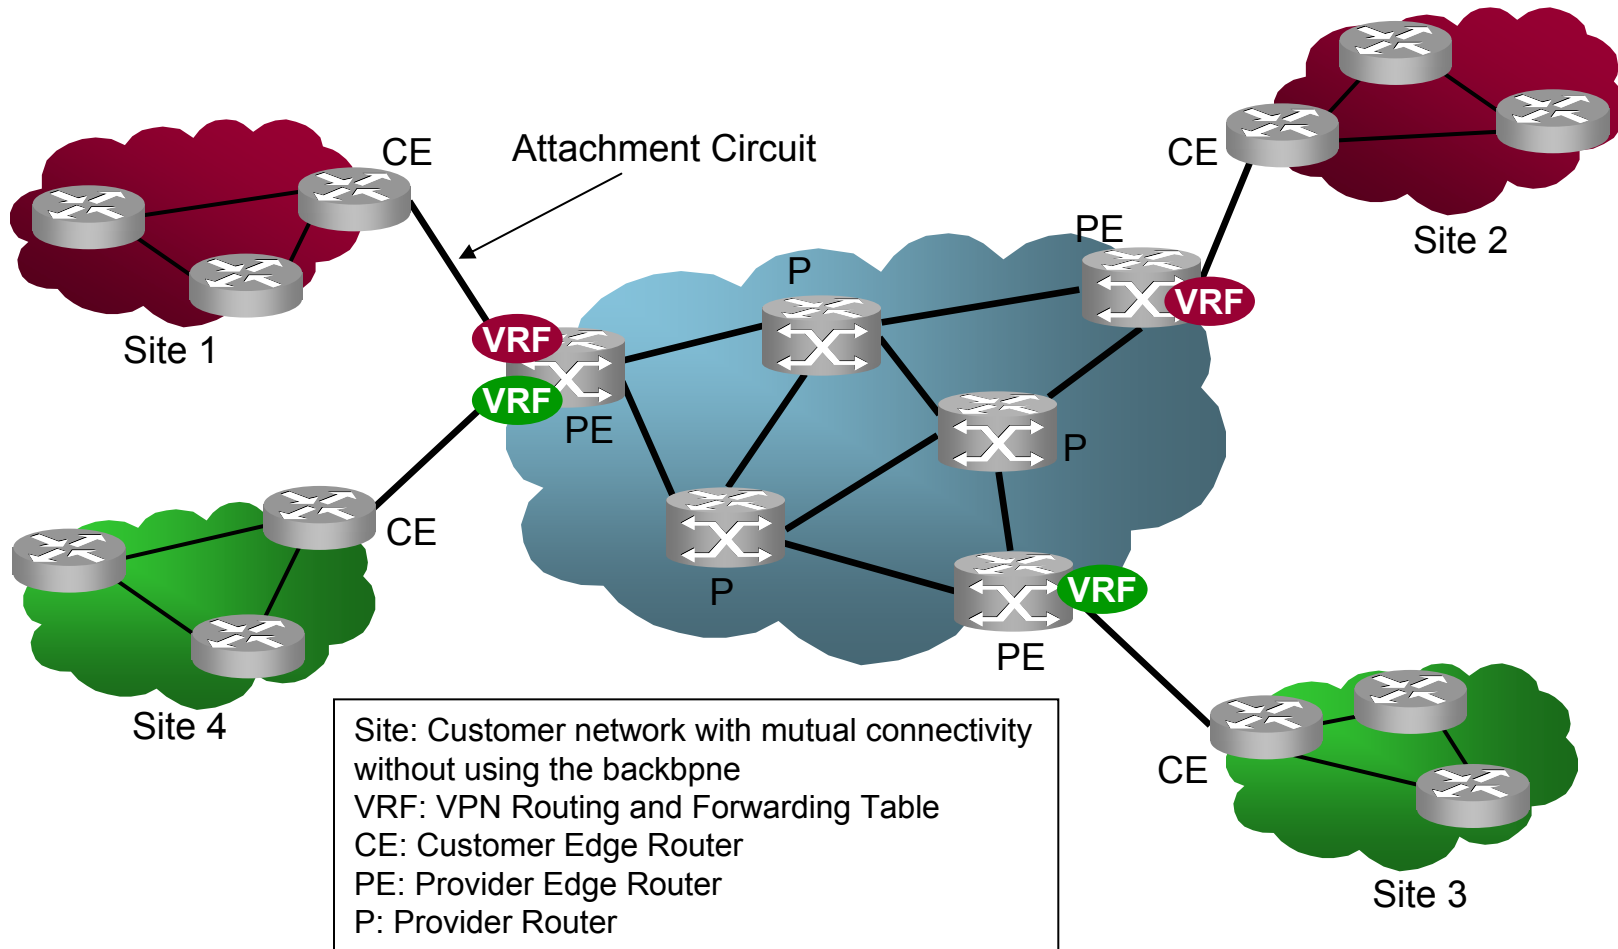 CE
Attachment Circuit
CE
PE
Site 2
P
VRF
VRF
Site 1
VRF
PE
P
CE
P
VRF
PE
Site 4
CE
Site 3
Site: Customer network with mutual connectivity
without using the backbpne
VRF: VPN Routing and Forwarding Table
CE: Customer Edge Router
PE: Provider Edge Router
P: Provider Router